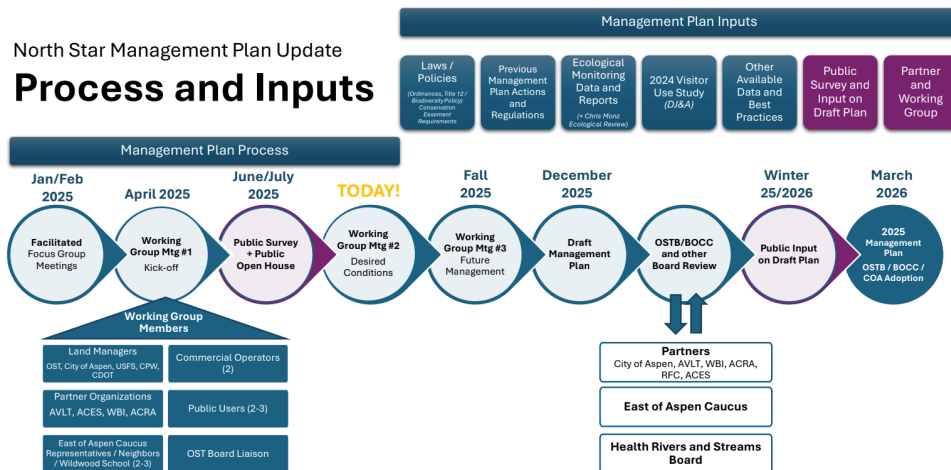 North Star Management Plan Update
Process and Inputs
Management Plan Inputs
Laws /
Policies
(Ordinances, Title 12 /
Biodiversity Policy)
Conservation
Easement
Requirements
Previous
Management
Plan Actions
and
Regulations
Ecological
Monitoring
Data and
Reports
(+ Chris Monz
Ecological Review)
2024 Visitor
Use Study
(DJ&A)
Other
Available
Data and
Best
Practices
Public
Survey and
Input on
Draft Plan
Partner
and
Working
Group
Management Plan Process
Jan/Feb
2025
Facilitated
Focus Group
Meetings
April 2025
Working
Group Mtg #1
Kick-off
June/July
2025
Public Survey
+ Public
Open House
TODAY!
Working
Group Mtg #2
Desired
Conditions
Fall
2025
Working
Group Mtg #3
Future
Management
December
2025
Draft
Management
Plan
OSTB/BOCC
and other
Board Review
Winter
25/2026
Public Input
on Draft Plan
March
2026
2025
Management
Plan
OSTB / BOCC /
COA Adoption
Working Group
Members
Land Managers
OST, City of Aspen, USFS, CPW,
CDOT
Commercial Operators
(2)
Partner Organizations
AVLT, ACES, WBI, ACRA
Public Users (2-3)
East of Aspen Caucus
Representatives / Neighbors
/ Wildwood School (2-3)
OST Board Liaison
Partners
City of Aspen, AVLT, WBI, ACRA,
RFC, ACES
East of Aspen Caucus
Health Rivers and Streams
Board